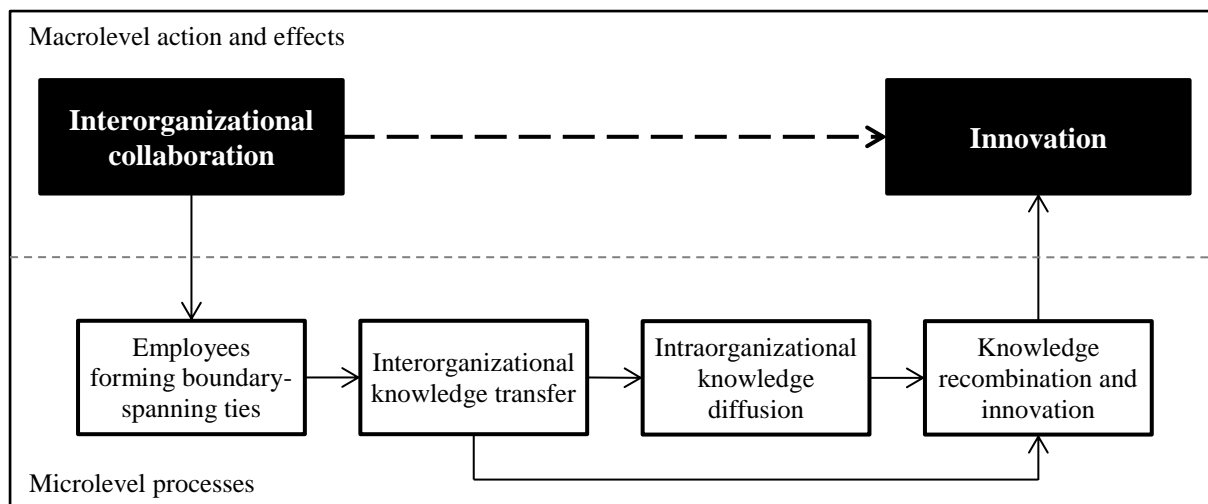 Macrolevel action and effects
Interorganizational
collaboration
Innovation
Employees
forming boundary-
spanning ties
Interorganizational
knowledge transfer
Intraorganizational
knowledge
diffusion
Knowledge
recombination and
innovation
Microlevel processes